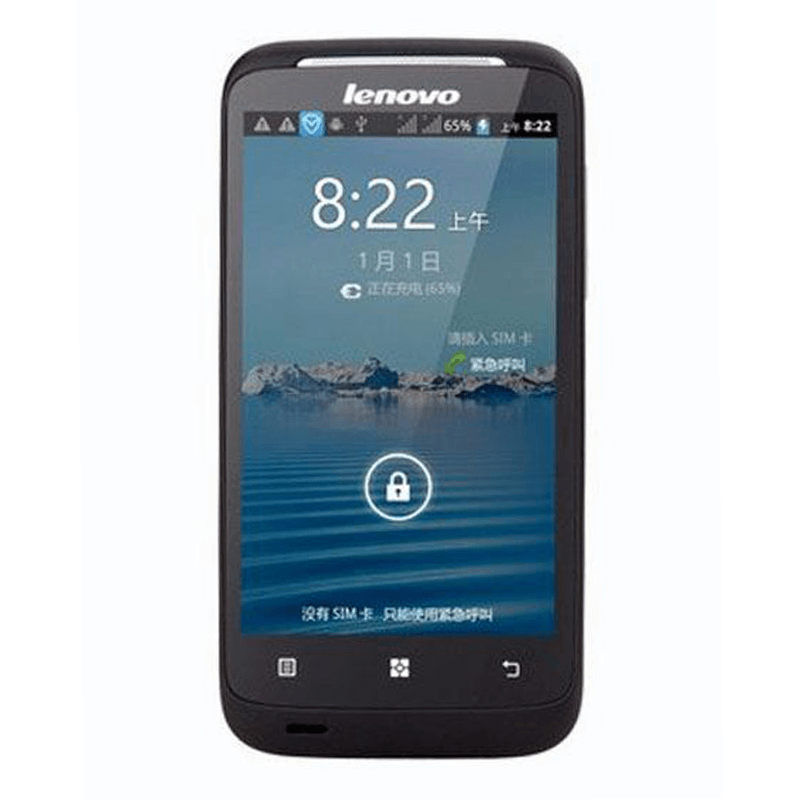 lenovo
65% 上午 8:22
8:22 上午
1月1日
正在充电 (65%)
请插入 SIM 卡
紧急呼叫
没有 SIM 卡 只能使用紧急呼叫